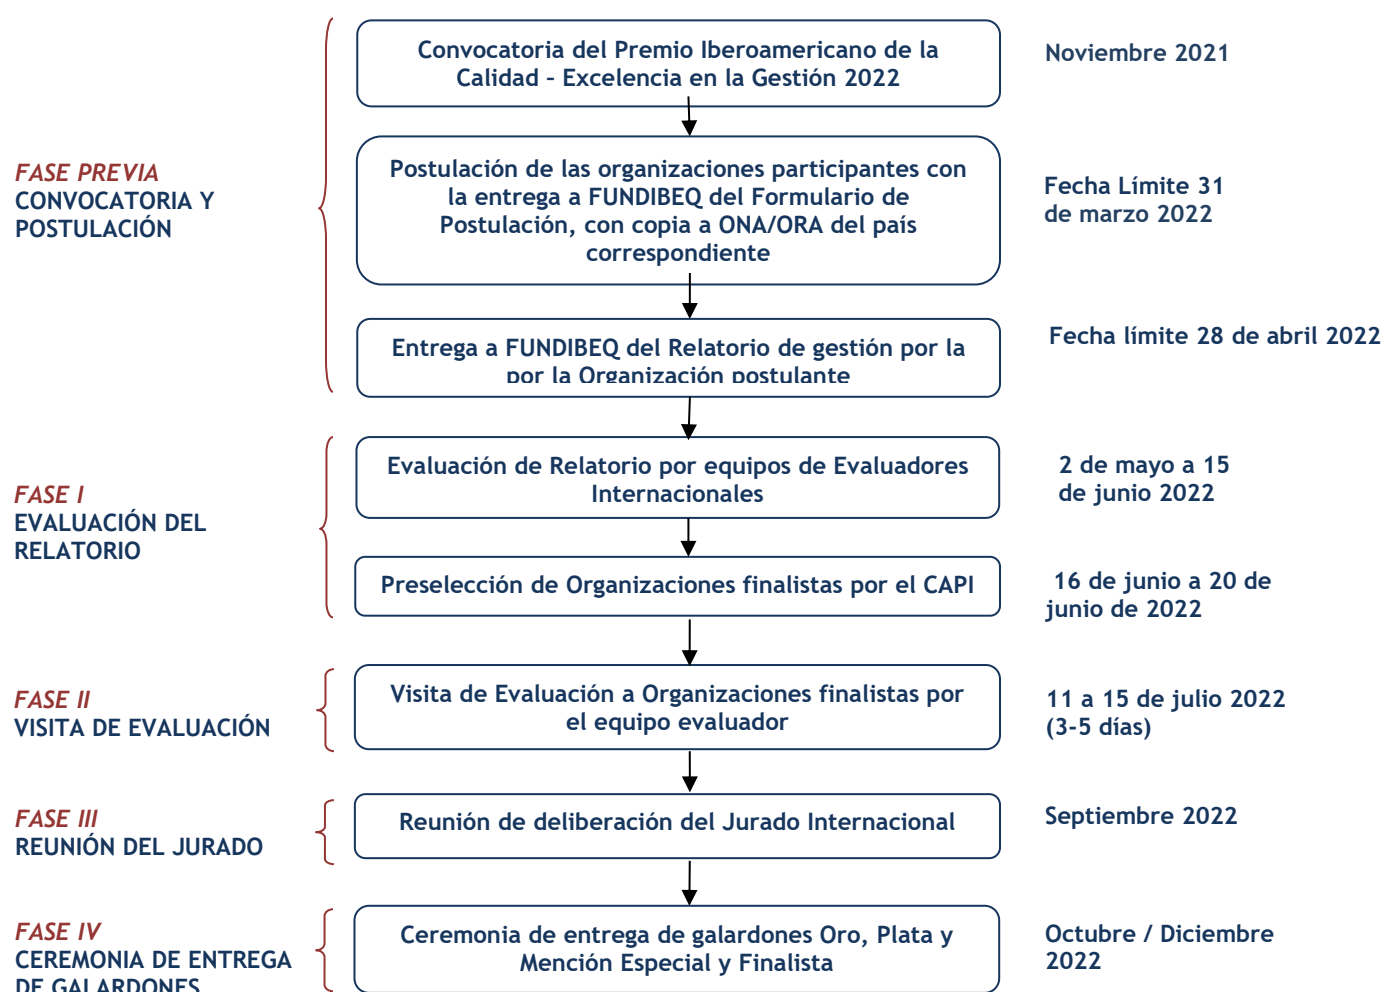 Convocatoria del Premio Iberoamericano de la
Calidad - Excelencia en la Gestión 2022
Noviembre 2021
FASE PREVIA
CONVOCATORIA Y
POSTULACIÓN
Postulación de las organizaciones participantes con
la entrega a FUNDIBEQ del Formulario de
Postulación, con copia a ONA/ORA del país
correspondiente
Fecha Límite 31
de marzo 2022
Entrega a FUNDIBEQ del Relatorio de gestión por la
por la Organización postulante
Fecha límite 28 de abril 2022
FASE I
EVALUACIÓN DEL
RELATORIO
Evaluación de Relatorio por equipos de Evaluadores
Internacionales
2 de mayo a 15
de junio 2022
Preselección de Organizaciones finalistas por el CAPI
16 de junio a 20 de
junio de 2022
FASE II
VISITA DE EVALUACIÓN
Visita de Evaluación a Organizaciones finalistas por
el equipo evaluador
11 a 15 de julio 2022
(3-5 días)
FASE III
REUNIÓN DEL JURADO
Reunión de deliberación del Jurado Internacional
Septiembre 2022
FASE IV
CEREMONIA DE ENTREGA
DE GALARDONES
Ceremonia de entrega de galardones Oro, Plata y
Mención Especial y Finalista
Octubre / Diciembre
2022